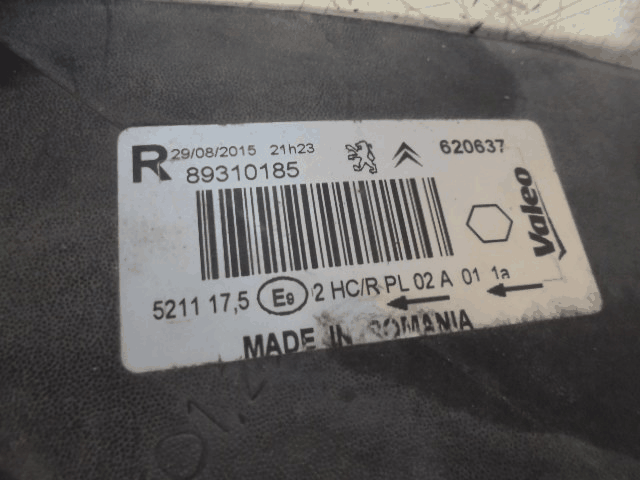 R 29/08/2015 21h23 620637
89310185
Valeo
5211 17,5 E9 2 HC/R PL 02 A 01 1a
MADE IN ROMANIA